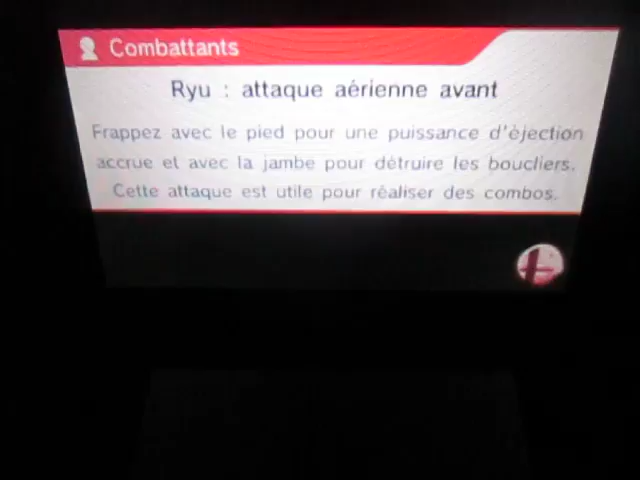 Combattants
Ryu : attaque aérienne avant
Frappez avec le pied pour une puissance d'éjection
accrue et avec la jambe pour détruire les boucliers.
Cette attaque est utile pour réaliser des combos.